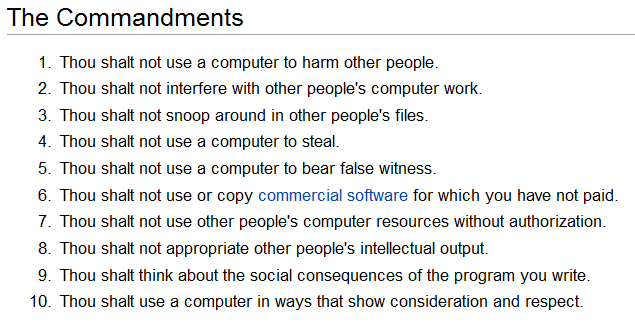 The Commandments
1. Thou shalt not use a computer to harm other people.
2. Thou shalt not interfere with other people's computer work.
3. Thou shalt not snoop around in other people's files.
4. Thou shalt not use a computer to steal.
5. Thou shalt not use a computer to bear false witness.
6. Thou shalt not use or copy commercial software for which you have not paid.
7. Thou shalt not use other people's computer resources without authorization.
8. Thou shalt not appropriate other people's intellectual output.
9. Thou shalt think about the social consequences of the program you write.
10. Thou shalt use a computer in ways that show consideration and respect.